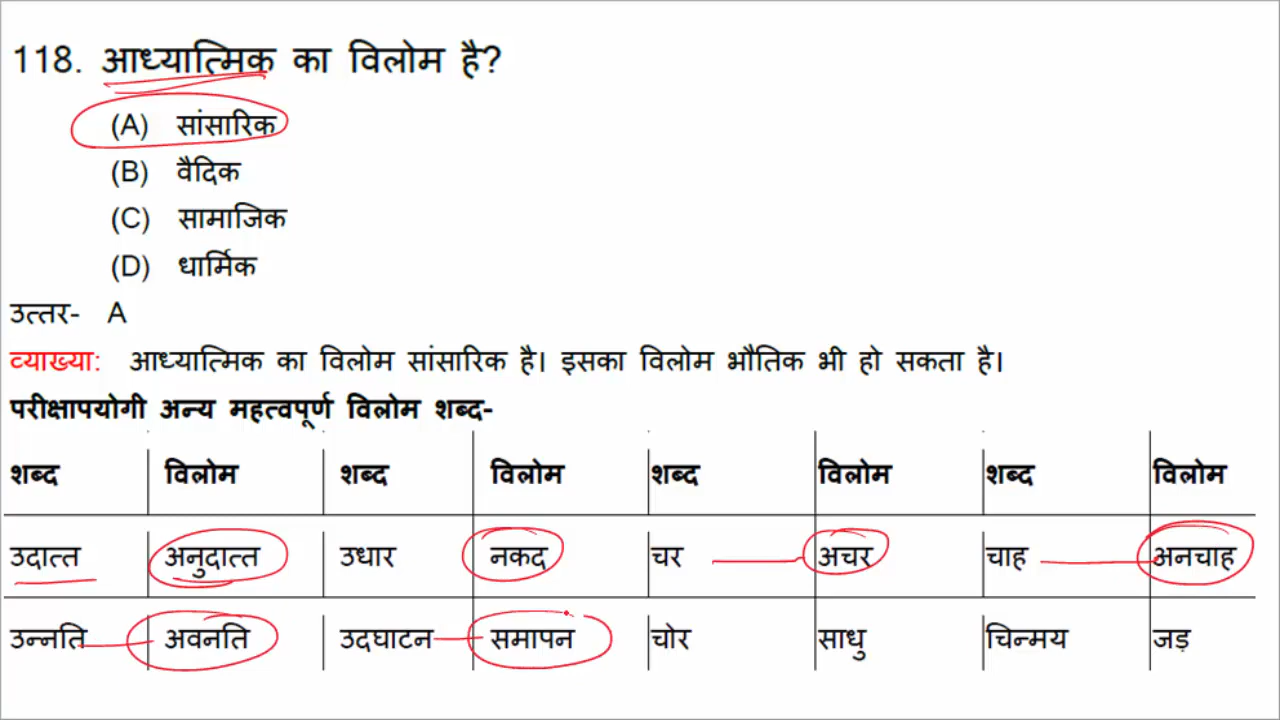 118. आध्यात्मिक का विलोम है?
(A) सांसारिक
(B) वैदिक
(C) सामाजिक
(D) धार्मिक
उत्तर- A
व्याख्या: आध्यात्मिक का विलोम सांसारिक है। इसका विलोम भौतिक भी हो सकता है।
परीक्षापयोगी अन्य महत्वपूर्ण विलोम शब्द-
शब्द विलोम शब्द विलोम शब्द विलोम शब्द विलोम
उदात्त अनुदात्त उधार नकद चर अचर चाह अनचाह
उन्नति अवनति उदघाटन समापन चोर साधु चिन्मय जड़